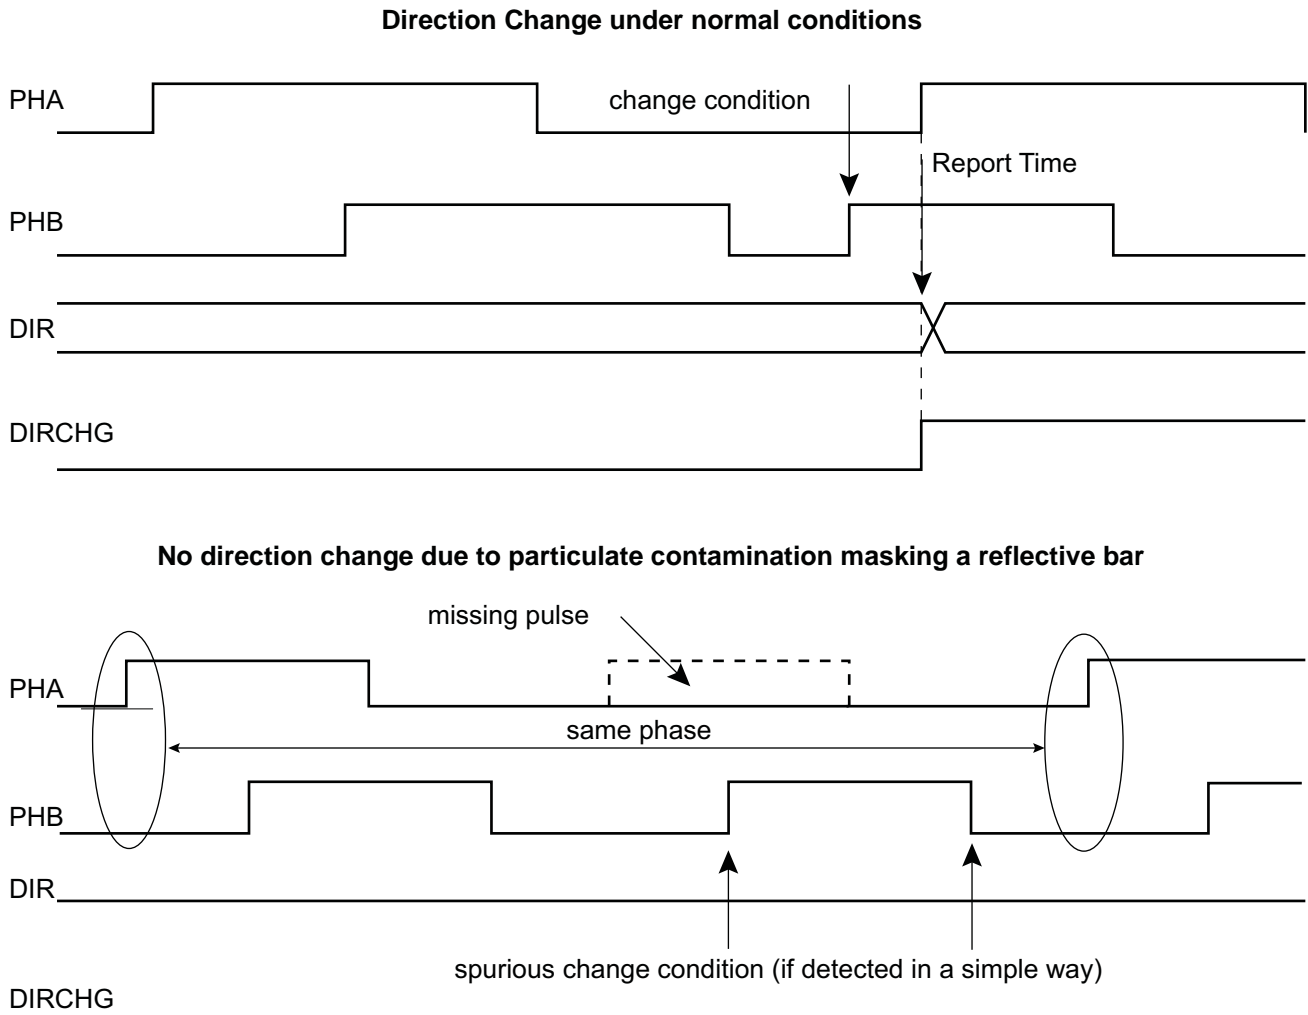 Direction Change under normal conditions
PHA
change condition
Report Time
PHB
DIR
DIRCHG
No direction change due to particulate contamination masking a reflective bar
missing pulse
PHA
same phase
PHB
DIR
spurious change condition (if detected in a simple way)
DIRCHG